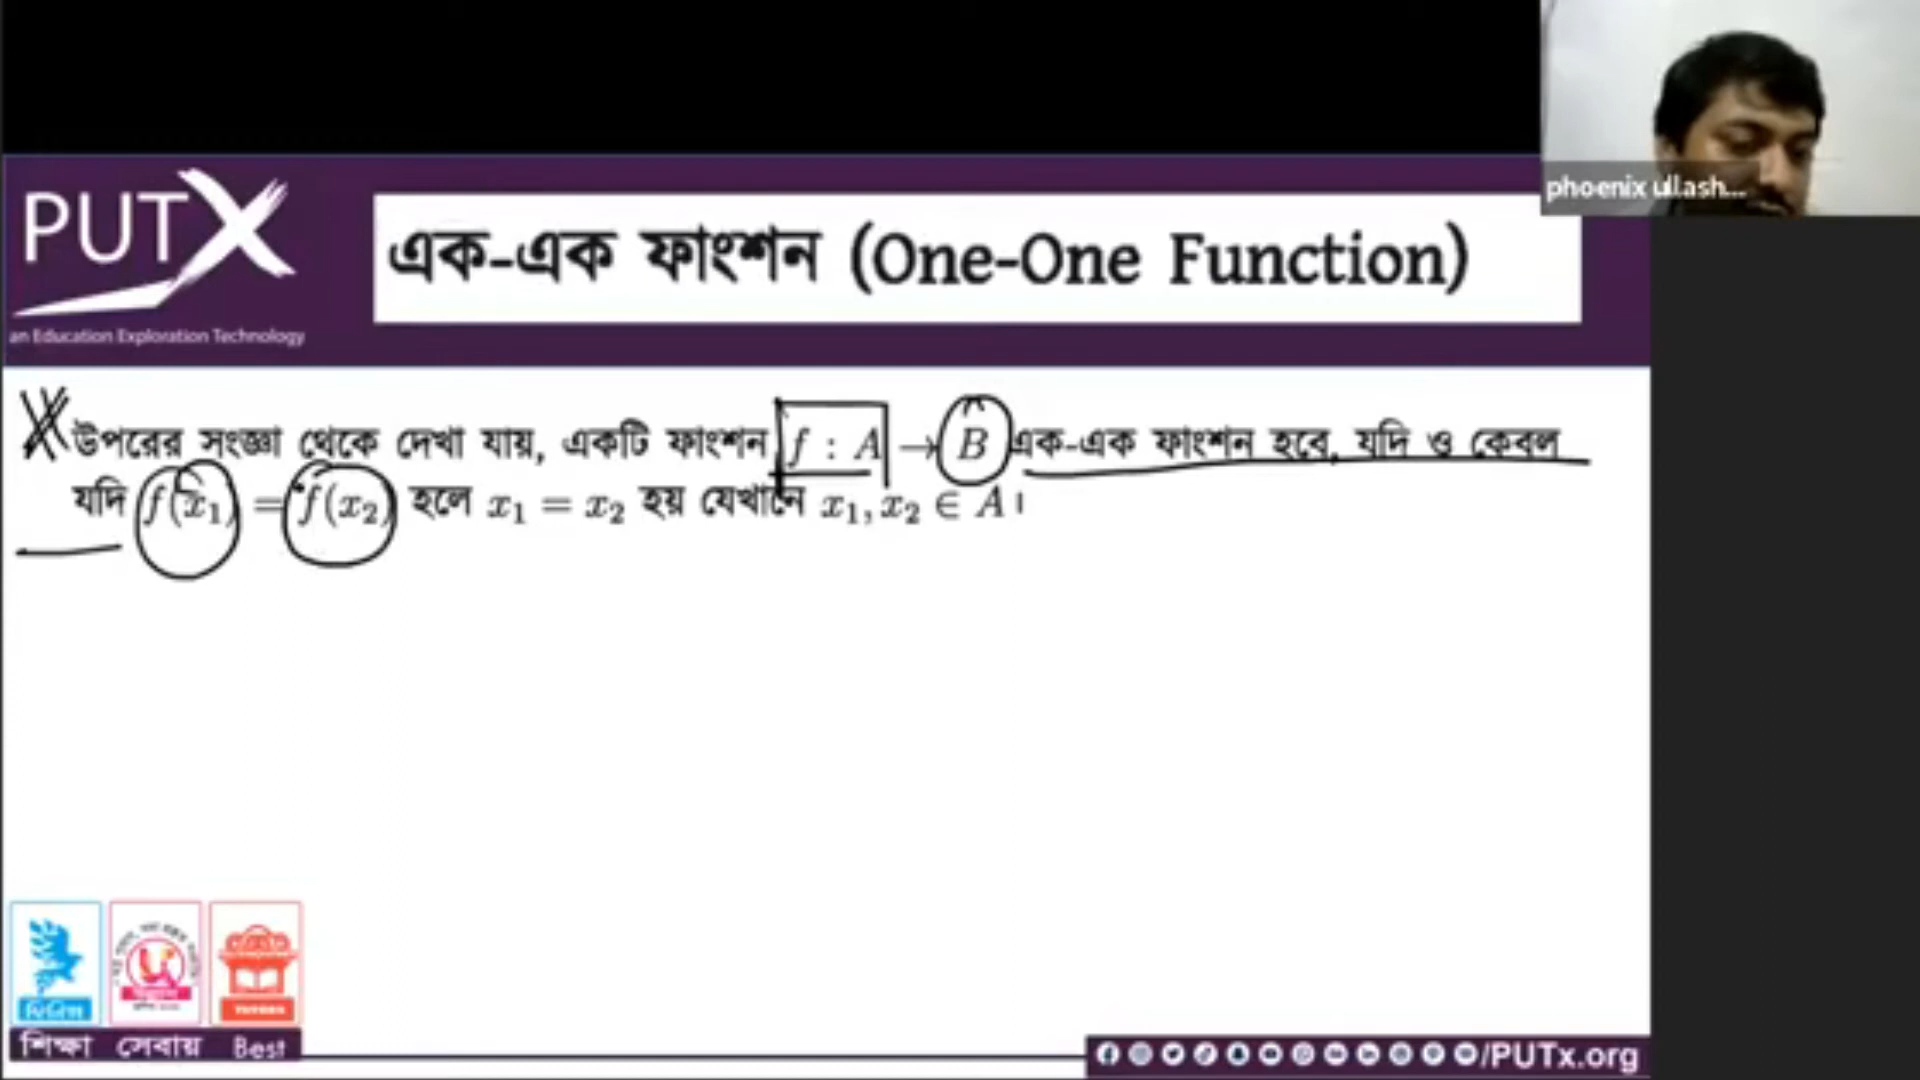 phoenix ullash...
PUTX
an Education Exploration Technology
এক-এক ফাংশন (One-One Function)
উপরের সংজ্ঞা থেকে দেখা যায়, একটি ফাংশন f : A → B এক-এক ফাংশন হবে, যদি ও কেবল
যদি f(x₁) = f(x₂) হলে x₁ = x₂ হয় যেখানে x₁, x₂ ∈ A।
শিক্ষা সেবায় Best
/PUTx.org